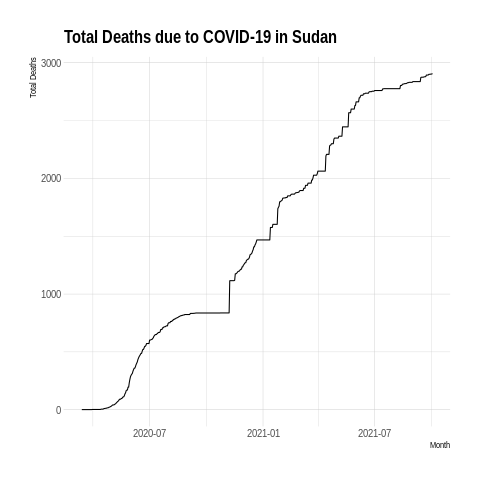 Total Deaths due to COVID-19 in Sudan
Total Deaths
3000
2000
1000
0
2020-07 2021-01 2021-07
Month